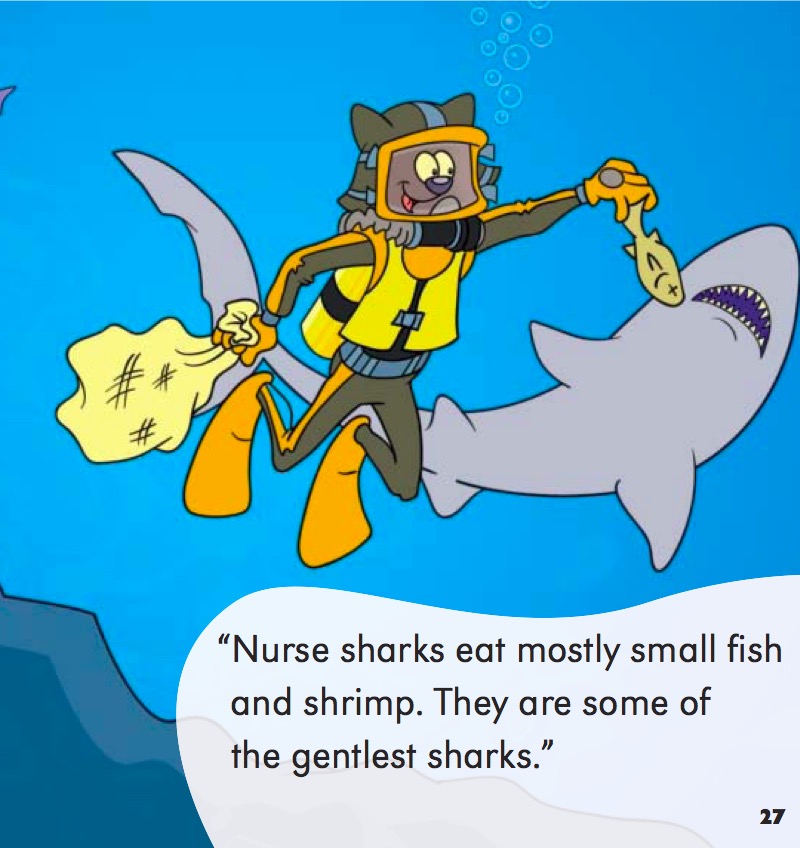 “Nurse sharks eat mostly small fish
and shrimp. They are some of
the gentlest sharks.”
27